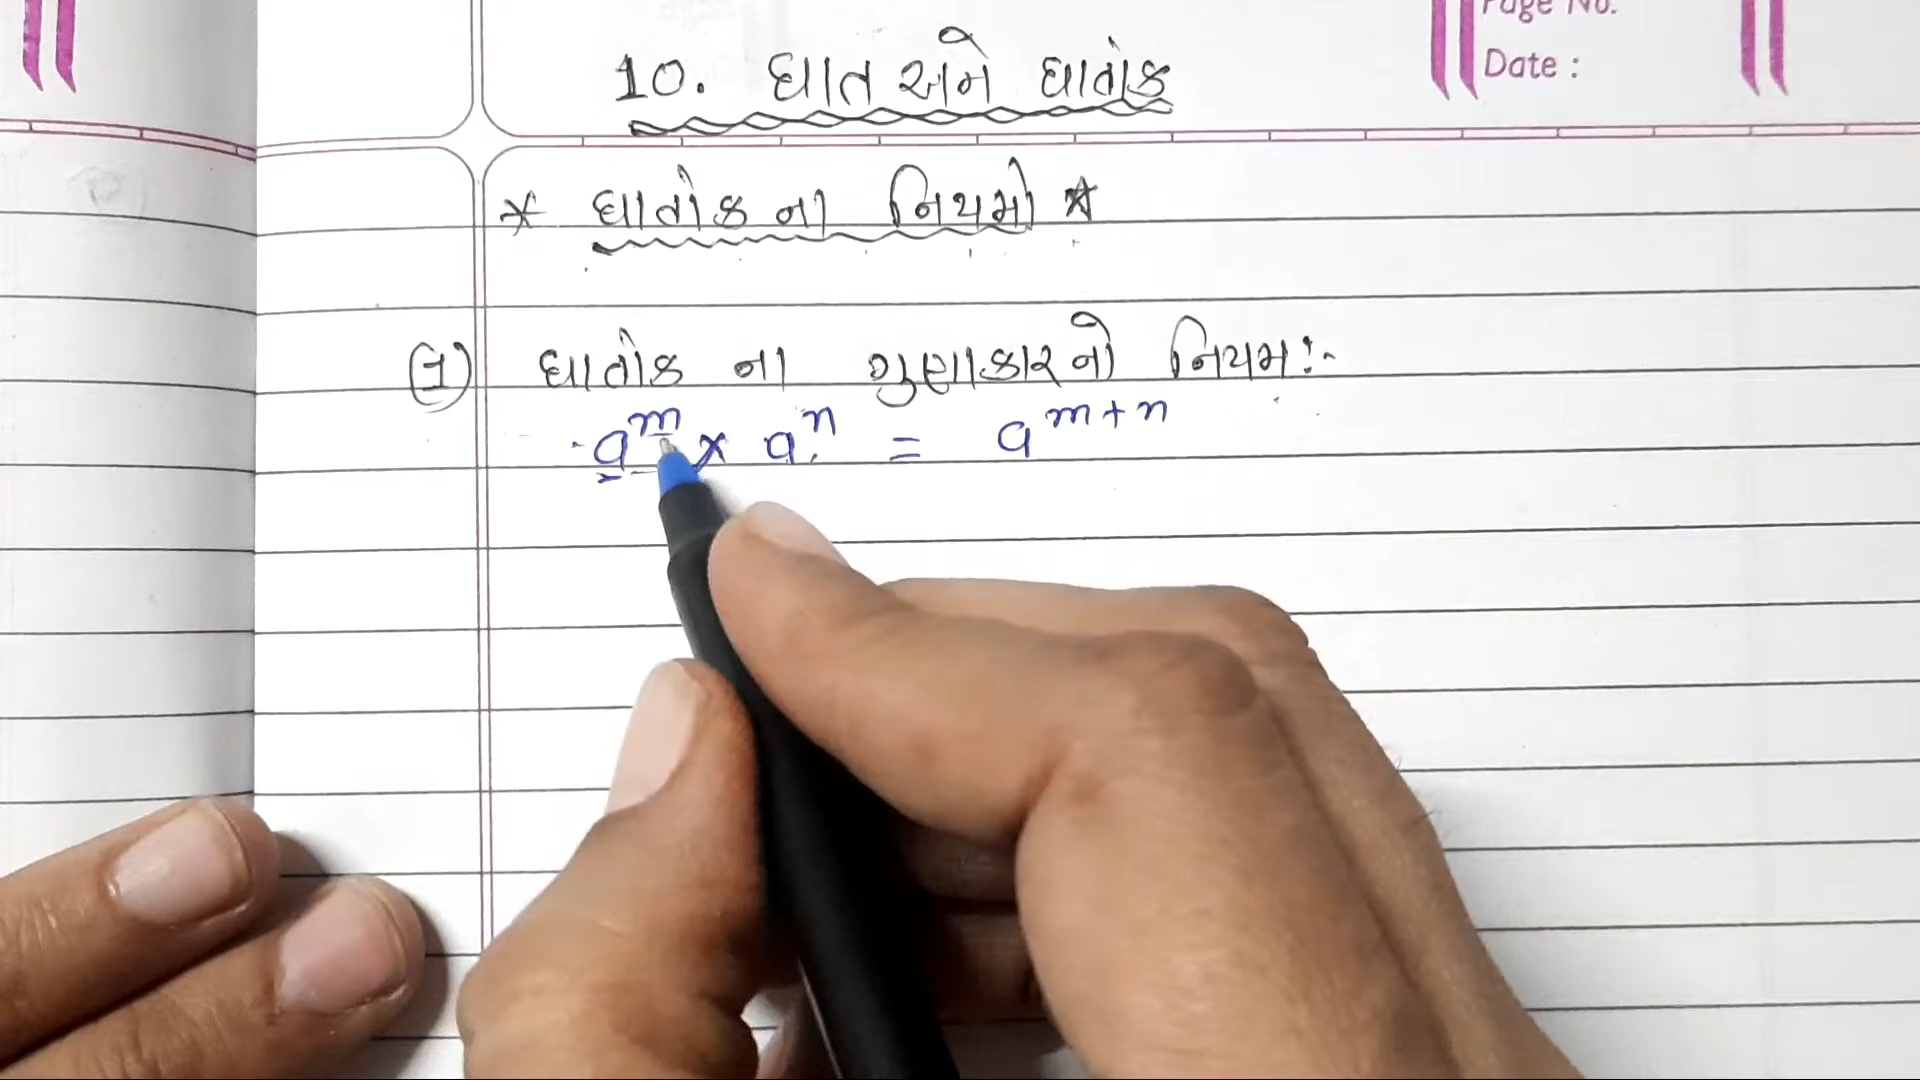 Page No.
Date :
10. ઘાત અને ઘાતાંક
* ઘાતાંક ના નિયમો *
(1) ઘાતાંક ના ગુણાકારનો નિયમ :-
a^m × a^n = a^m+n